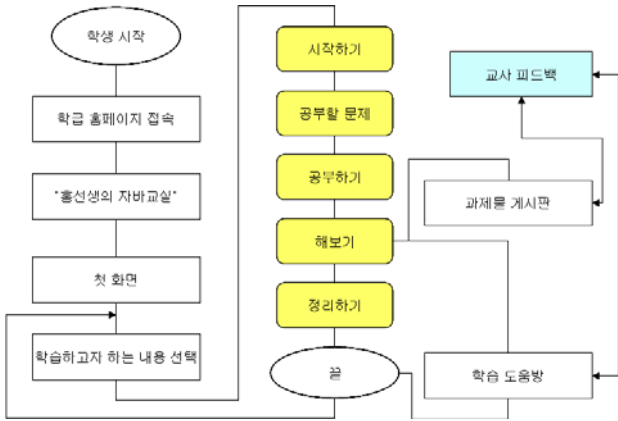 학생 시작
학급 홈페이지 접속
"홍선생의 자바교실"
첫 화면
학습하고자 하는 내용 선택
시작하기
공부할 문제
공부하기
해보기
정리하기
끝
교사 피드백
과제물 게시판
학습 도움방